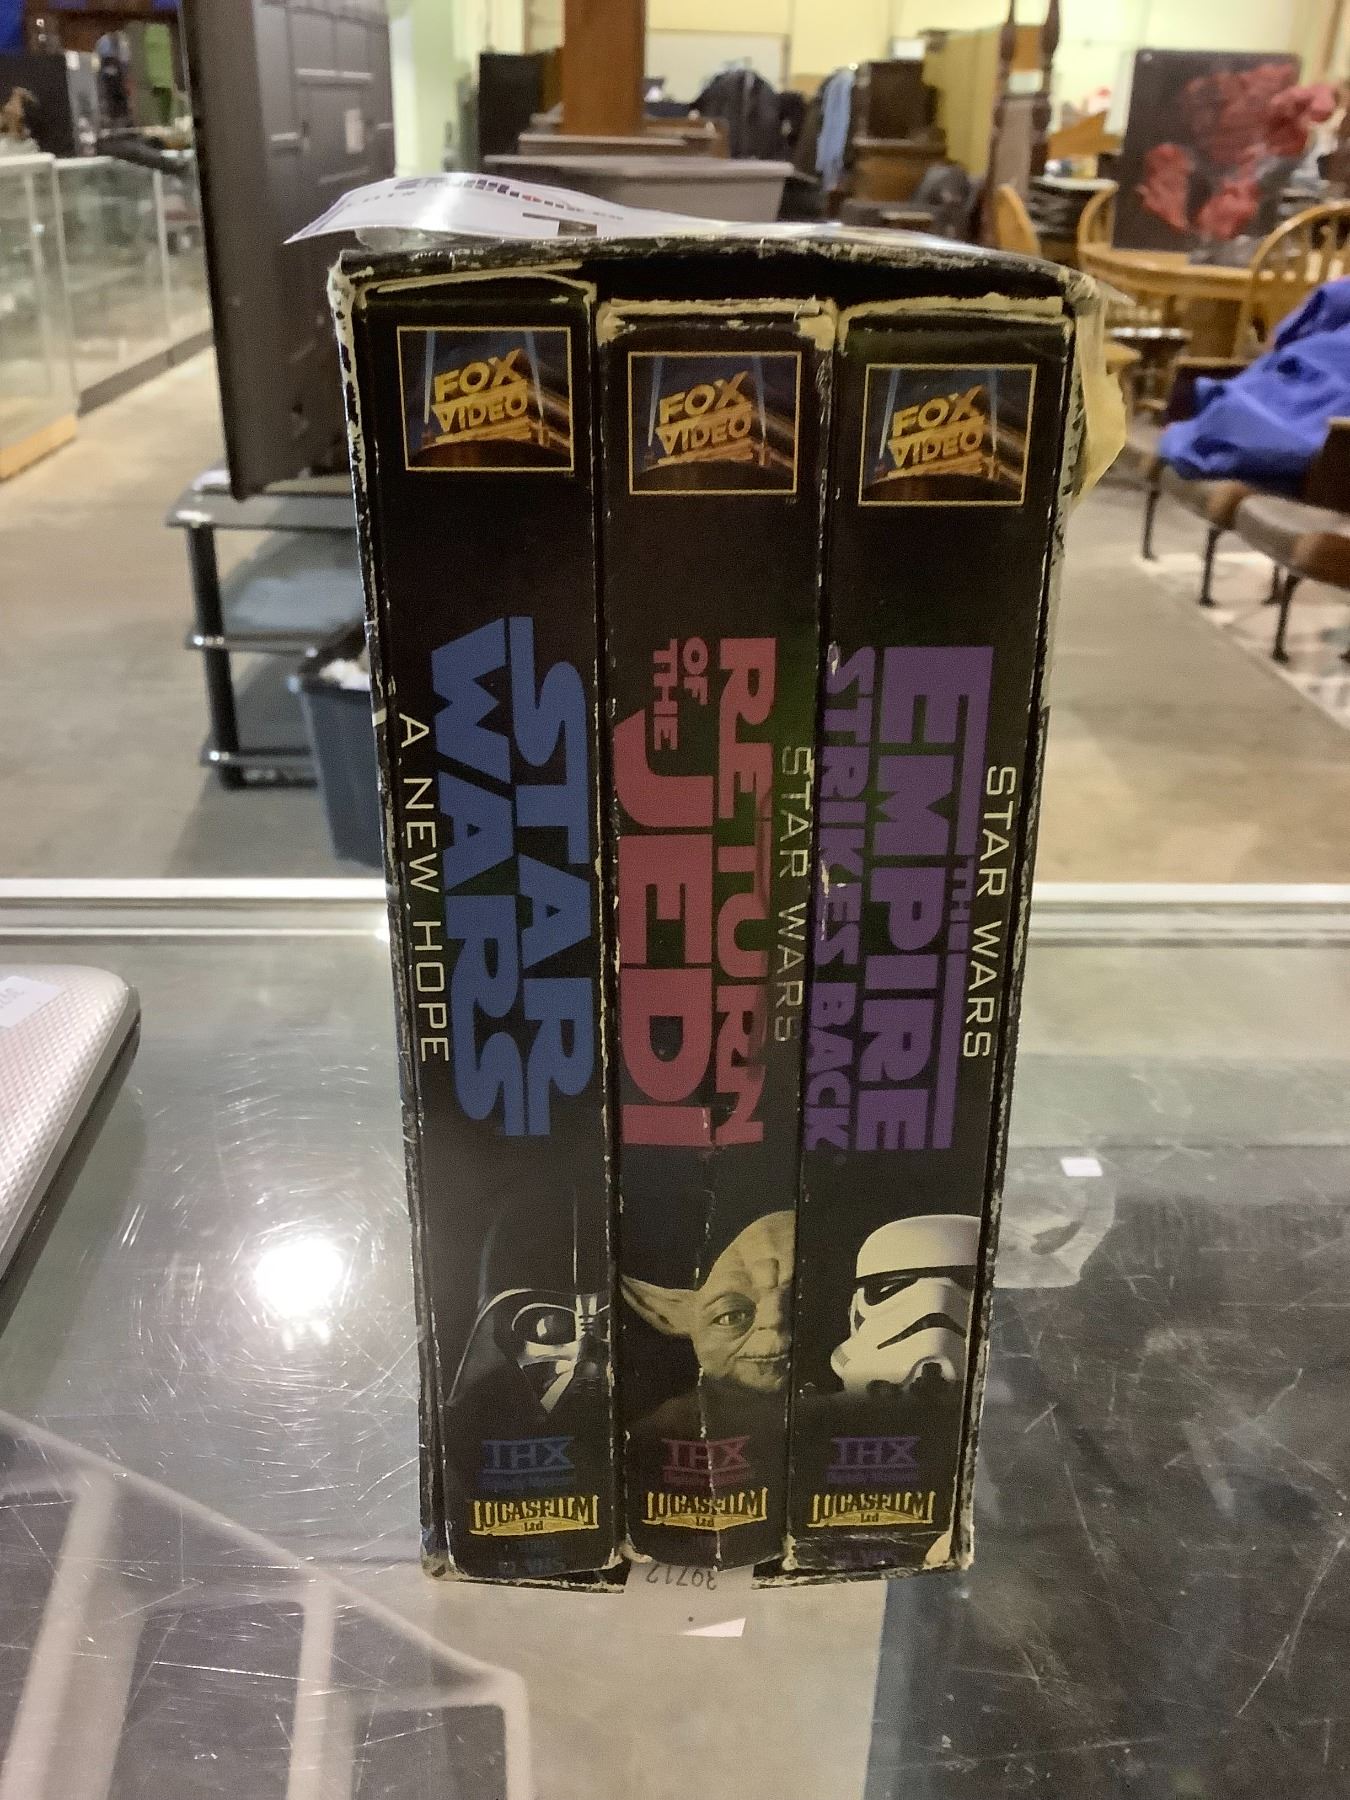 FOX
VIDEO
STAR
WARS
A NEW HOPE
THX
LUCASFILM
Ltd
FOX
VIDEO
STAR WARS
RETURN
OF THE
JEDI
THX
LUCASFILM
Ltd
FOX
VIDEO
STAR WARS
THE
EMPIRE
STRIKES BACK
THX
LUCASFILM
Ltd
39712